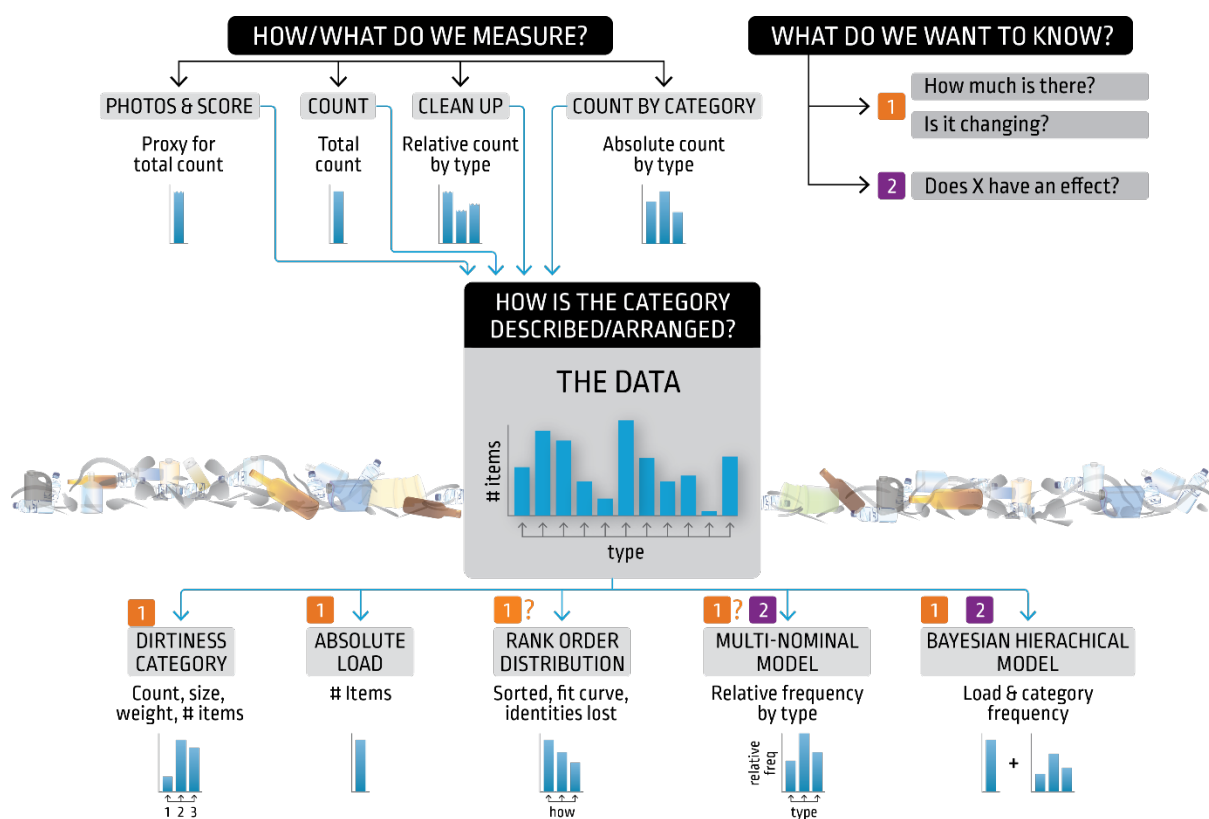 HOW/WHAT DO WE MEASURE?
PHOTOS & SCORE
Proxy for
total count
COUNT
Total
count
CLEAN UP
Relative count
by type
COUNT BY CATEGORY
Absolute count
by type
WHAT DO WE WANT TO KNOW?
1
How much is there?
Is it changing?
2
Does X have an effect?
HOW IS THE CATEGORY
DESCRIBED/ARRANGED?
THE DATA
# items
type
1
DIRTINESS
CATEGORY
Count, size,
weight, # items
1 2 3
1
ABSOLUTE
LOAD
# Items
1?
RANK ORDER
DISTRIBUTION
Sorted, fit curve,
identities lost
how
1? 2
MULTI-NOMINAL
MODEL
Relative frequency
by type
relative
freq
type
1 2
BAYESIAN HIERACHICAL
MODEL
Load & category
frequency
+